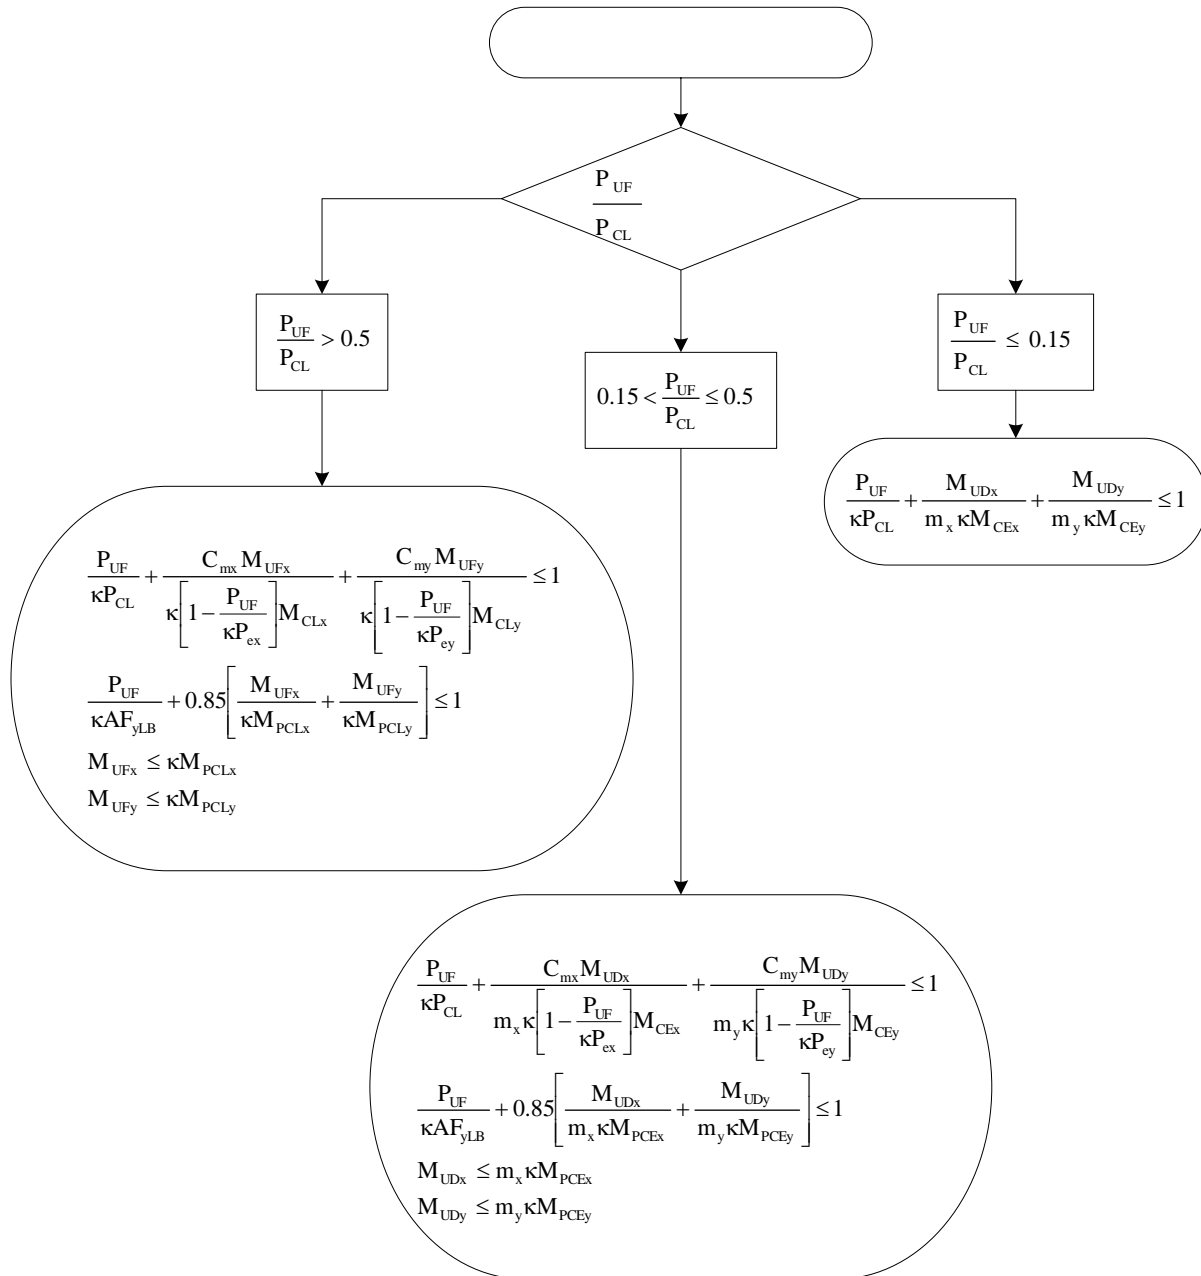 P_UF / P_CL
P_UF / P_CL > 0.5
0.15 < P_UF / P_CL ≤ 0.5
P_UF / P_CL ≤ 0.15
P_UF / κP_CL + M_UDx / m_x κM_CEx + M_UDy / m_y κM_CEy ≤ 1
P_UF / κP_CL + C_mx M_UFx / κ[1 − P_UF / κP_ex]M_CLx + C_my M_UFy / κ[1 − P_UF / κP_ey]M_CLy ≤ 1
P_UF / κAF_yLB + 0.85[M_UFx / κM_PCLx + M_UFy / κM_PCLy] ≤ 1
M_UFx ≤ κM_PCLx
M_UFy ≤ κM_PCLy
P_UF / κP_CL + C_mx M_UDx / m_x κ[1 − P_UF / κP_ex]M_CEx + C_my M_UDy / m_y κ[1 − P_UF / κP_ey]M_CEy ≤ 1
P_UF / κAF_yLB + 0.85[M_UDx / m_x κM_PCEx + M_UDy / m_y κM_PCEy] ≤ 1
M_UDx ≤ m_x κM_PCEx
M_UDy ≤ m_y κM_PCEy